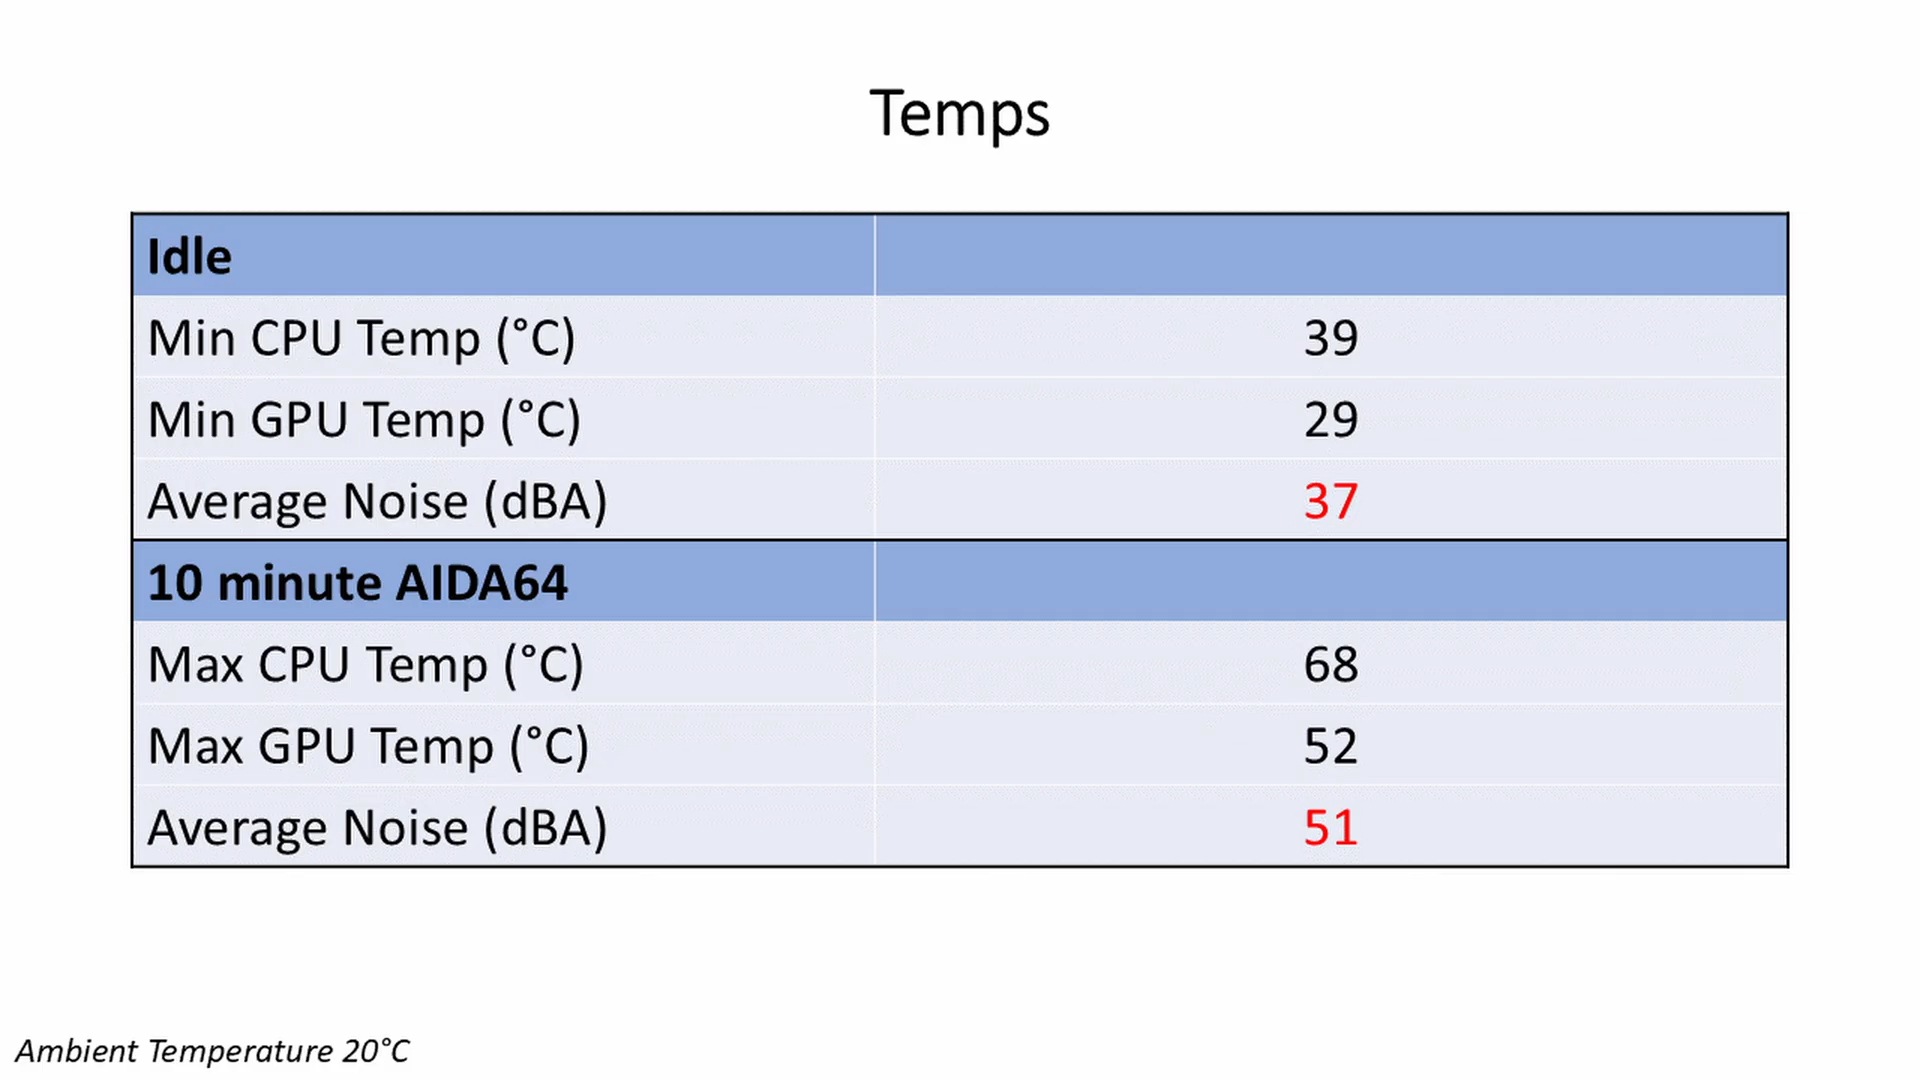 Temps
Idle
Min CPU Temp (°C) 39
Min GPU Temp (°C) 29
Average Noise (dBA) 37
10 minute AIDA64
Max CPU Temp (°C) 68
Max GPU Temp (°C) 52
Average Noise (dBA) 51
Ambient Temperature 20°C